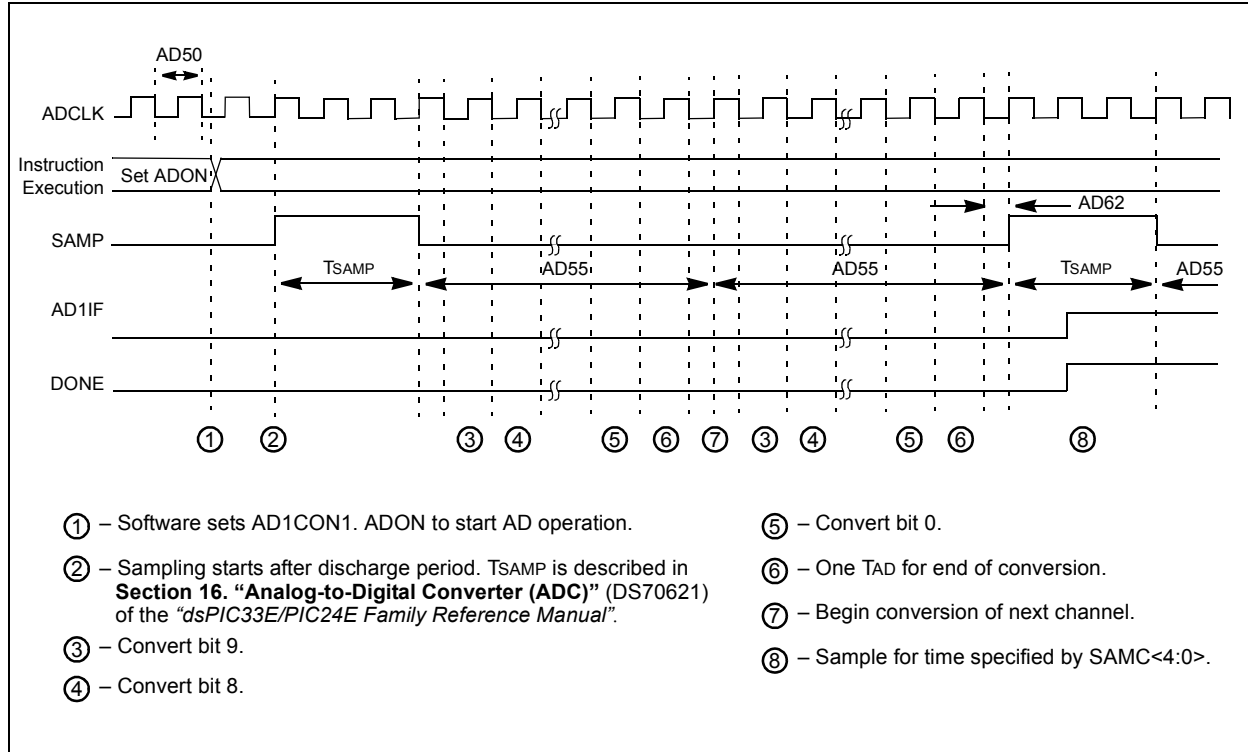 AD50
ADCLK
Instruction
Execution
Set ADON
AD62
SAMP
TSAMP
AD55
AD55
TSAMP
AD55
AD1IF
DONE
1 2 3 4 5 6 7 3 4 5 6 8
1 – Software sets AD1CON1. ADON to start AD operation.
2 – Sampling starts after discharge period. TSAMP is described in
Section 16. “Analog-to-Digital Converter (ADC)” (DS70621)
of the “dsPIC33E/PIC24E Family Reference Manual”.
3 – Convert bit 9.
4 – Convert bit 8.
5 – Convert bit 0.
6 – One TAD for end of conversion.
7 – Begin conversion of next channel.
8 – Sample for time specified by SAMC<4:0>.